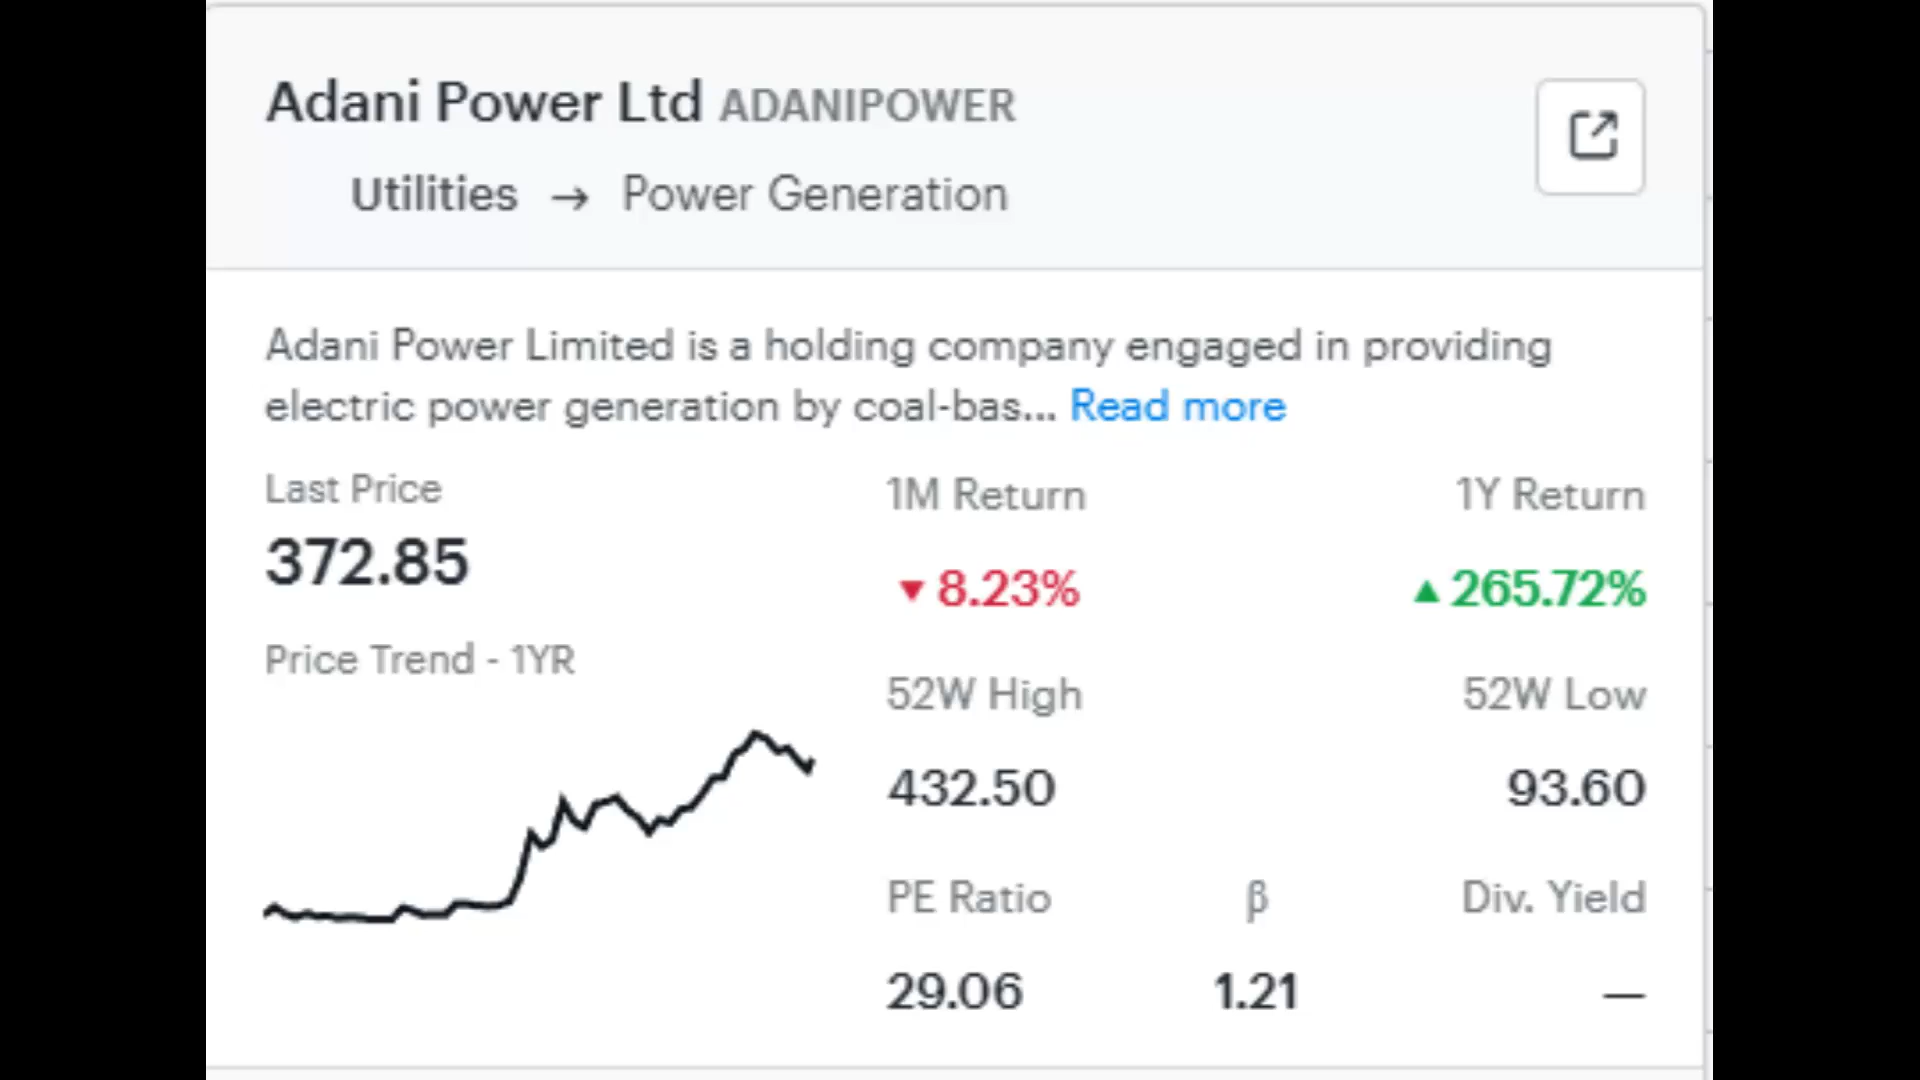 Adani Power Ltd ADANIPOWER
Utilities → Power Generation
Adani Power Limited is a holding company engaged in providing
electric power generation by coal-bas... Read more
Last Price
372.85
Price Trend - 1YR
1M Return 1Y Return
▼ 8.23% ▲ 265.72%
52W High 52W Low
432.50 93.60
PE Ratio β Div. Yield
29.06 1.21 —